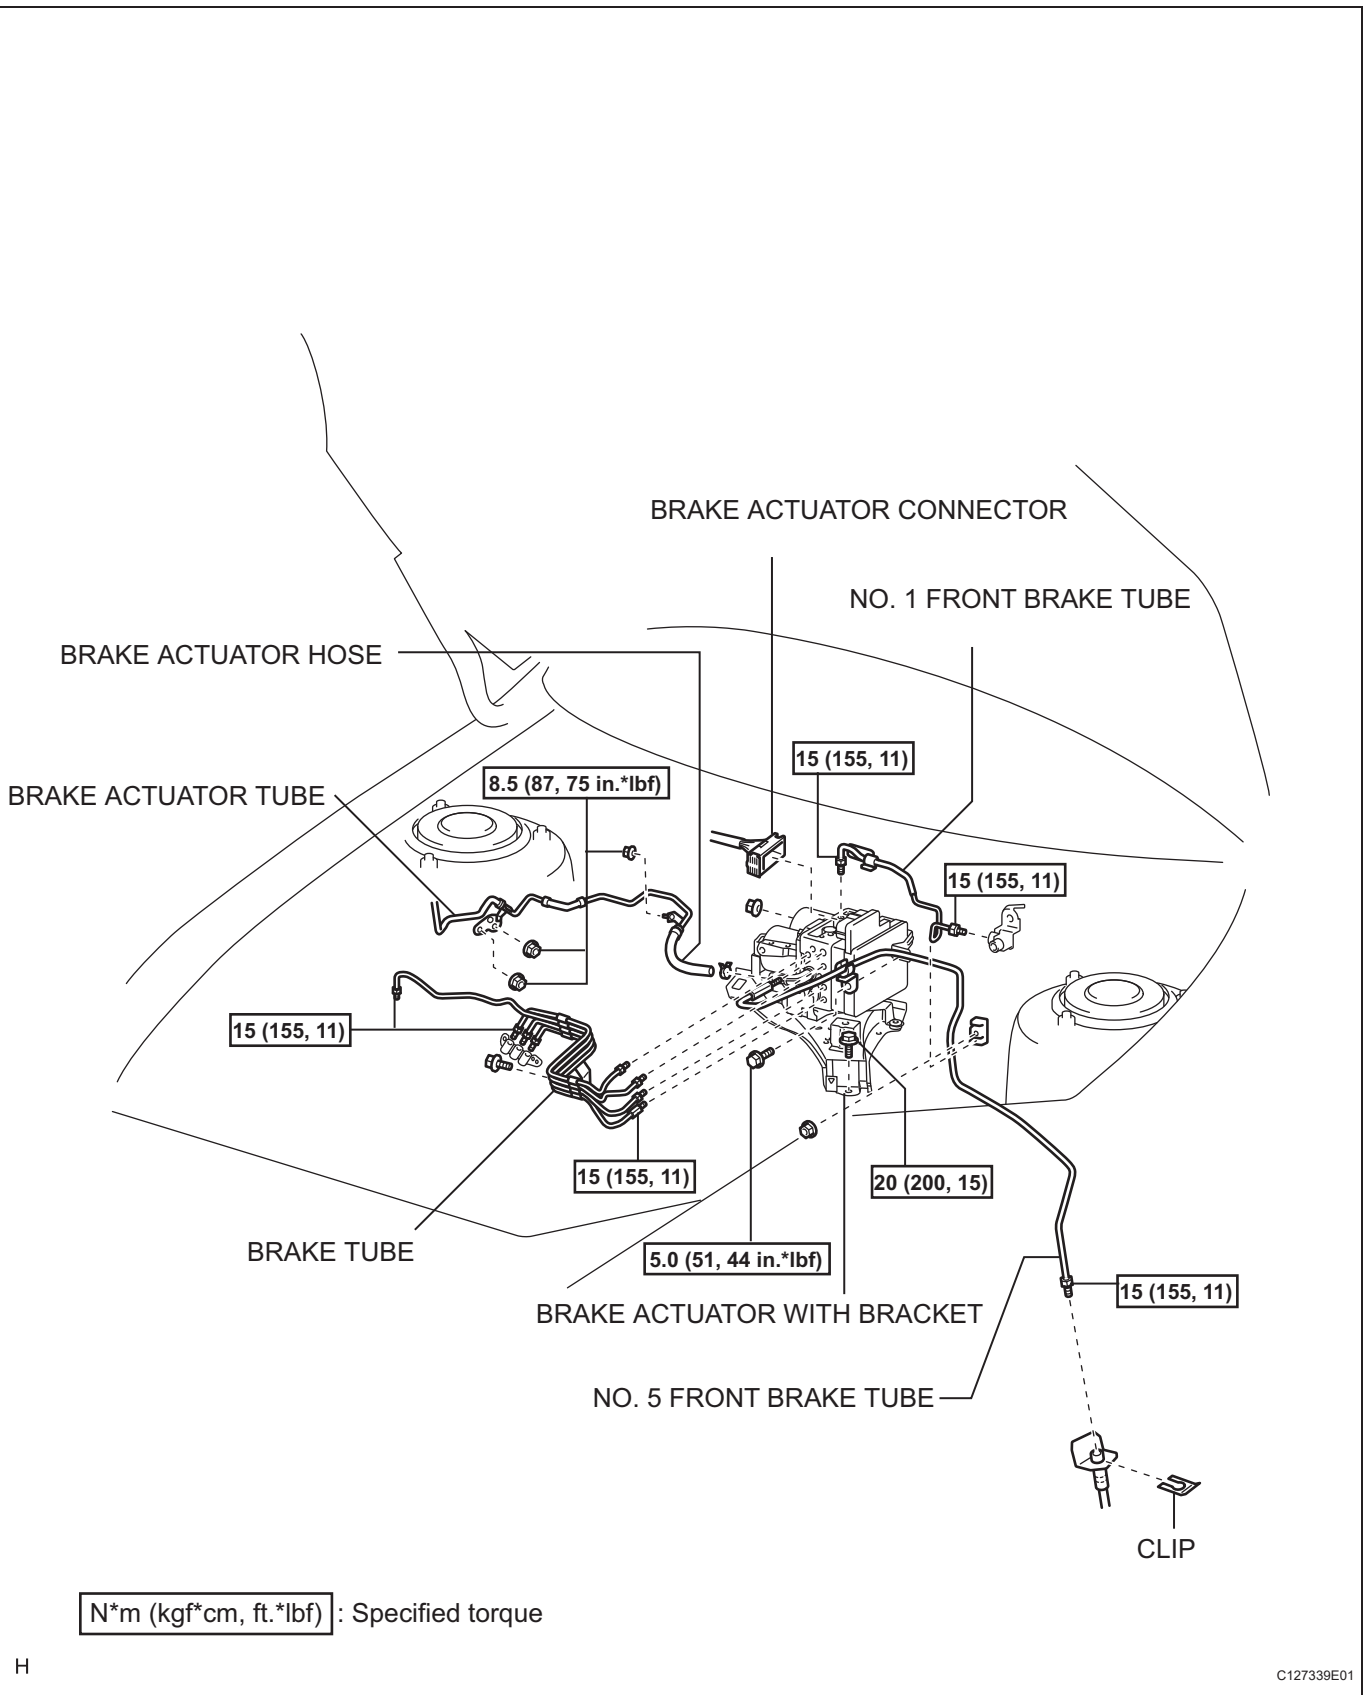 BRAKE ACTUATOR CONNECTOR
NO. 1 FRONT BRAKE TUBE
BRAKE ACTUATOR HOSE
15 (155, 11)
8.5 (87, 75 in.*lbf)
BRAKE ACTUATOR TUBE
15 (155, 11)
15 (155, 11)
15 (155, 11)
20 (200, 15)
BRAKE TUBE
5.0 (51, 44 in.*lbf)
15 (155, 11)
BRAKE ACTUATOR WITH BRACKET
NO. 5 FRONT BRAKE TUBE
CLIP
N*m (kgf*cm, ft.*lbf) : Specified torque
H
C127339E01